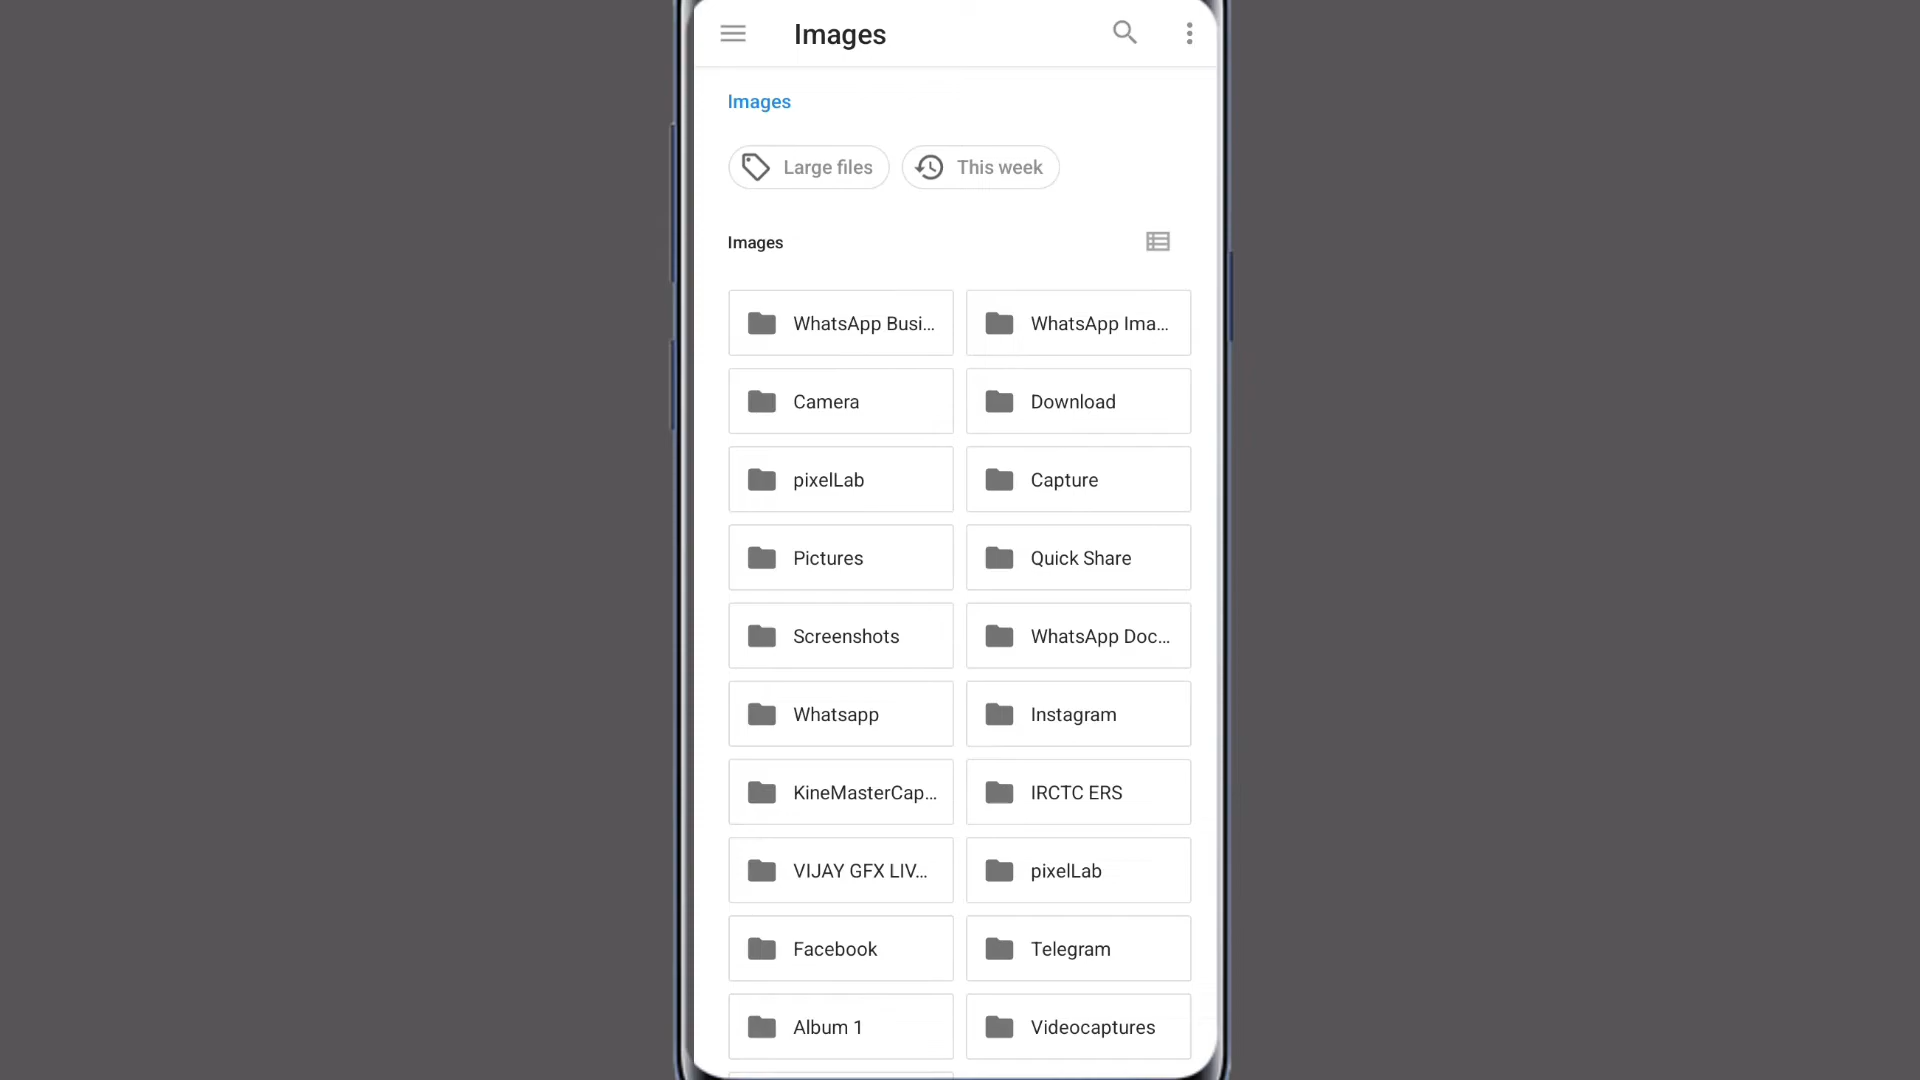 Images
Images
Large files
This week
Images
WhatsApp Busi...
WhatsApp Ima...
Camera
Download
pixelLab
Capture
Pictures
Quick Share
Screenshots
WhatsApp Doc...
Whatsapp
Instagram
KineMasterCap...
IRCTC ERS
VIJAY GFX LIV...
pixelLab
Facebook
Telegram
Album 1
Videocaptures